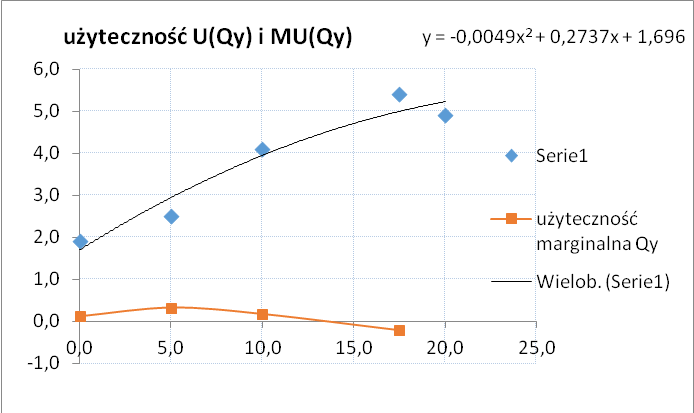 użyteczność U(Qy) i MU(Qy)
y = -0,0049x² + 0,2737x + 1,696
6,0
5,0
4,0
3,0
2,0
1,0
0,0
-1,0
0,0 5,0 10,0 15,0 20,0 25,0
Serie1
użyteczność
marginalna Qy
Wielob. (Serie1)